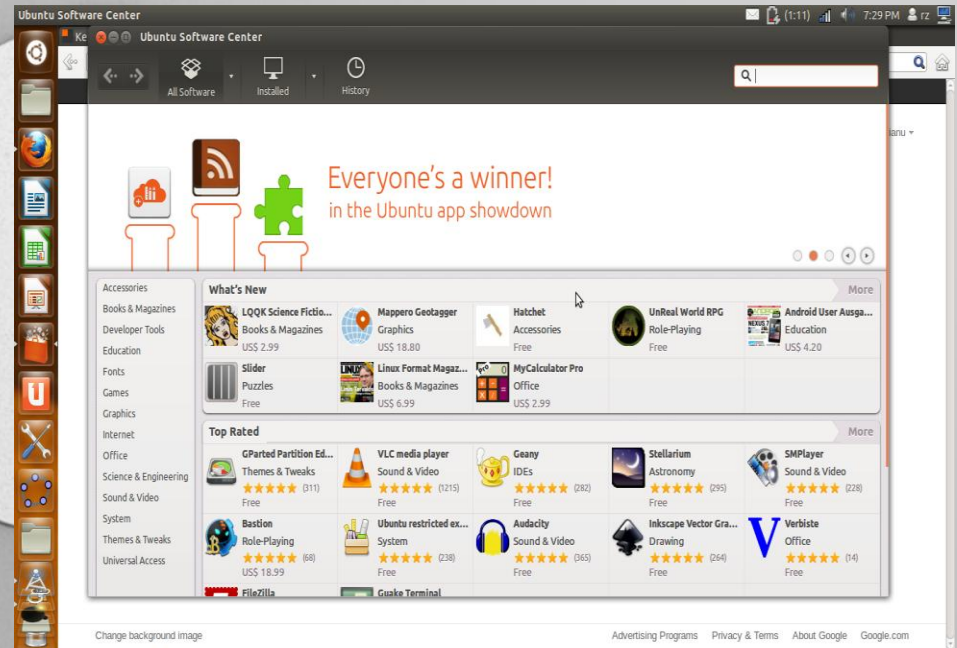 Ubuntu Software Center
(1:11)
7:29 PM
rz
Ke
Ubuntu Software Center
All Software
Installed
History
anu
Everyone's a winner!
in the Ubuntu app showdown
Accessories
Books & Magazines
Developer Tools
Education
Fonts
Games
Graphics
Internet
Office
Science & Engineering
Sound & Video
System
Themes & Tweaks
Universal Access
What's New
More
LQQK Science Fictio...
Books & Magazines
US$ 2.99
Mappero Geotagger
Graphics
US$ 18.80
Hatchet
Accessories
Free
UnReal World RPG
Role-Playing
Free
Android User Ausga...
Education
US$ 4.20
Slider
Puzzles
Free
Linux Format Magaz...
Books & Magazines
US$ 6.99
MyCalculator Pro
Office
US$ 2.99
Top Rated
More
GParted Partition Ed...
Themes & Tweaks
(311)
Free
VLC media player
Sound & Video
(1215)
Free
Geany
IDEs
(282)
Free
Stellarium
Astronomy
(295)
Free
SMPlayer
Sound & Video
(228)
Free
Bastion
Role-Playing
(68)
US$ 18.99
Ubuntu restricted ex...
System
(238)
Free
Audacity
Sound & Video
(365)
Free
Inkscape Vector Gra...
Drawing
(264)
Free
Verbiste
Office
(14)
Free
FileZilla
Guake Terminal
Change background image
Advertising Programs
Privacy & Terms
About Google
Google.com